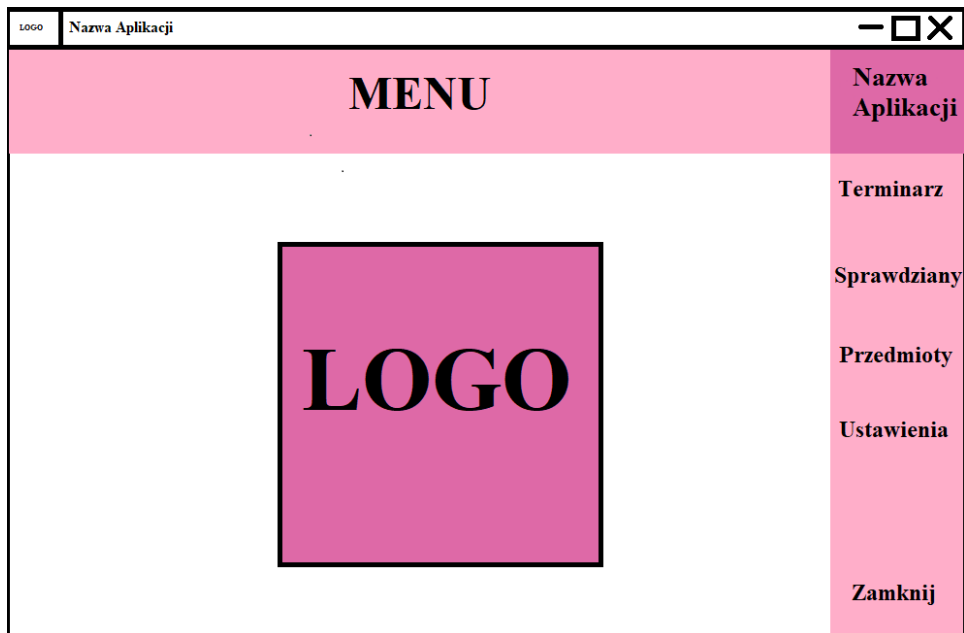 LOGO
Nazwa Aplikacji
MENU
Nazwa
Aplikacji
Terminarz
Sprawdziany
LOGO
Przedmioty
Ustawienia
Zamknij